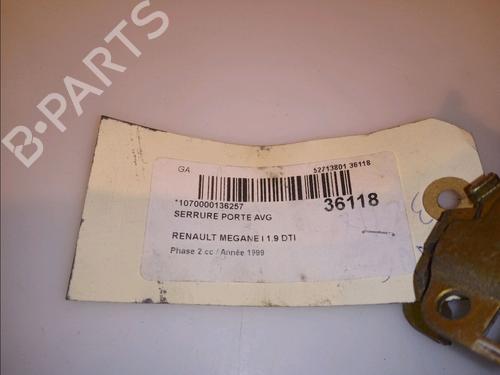 B-PARTS
GA 52713801 36118
*1070000136257
SERRURE PORTE AVG 36118
RENAULT MEGANE I 1.9 DTI
Phase 2 cc / Année 1999